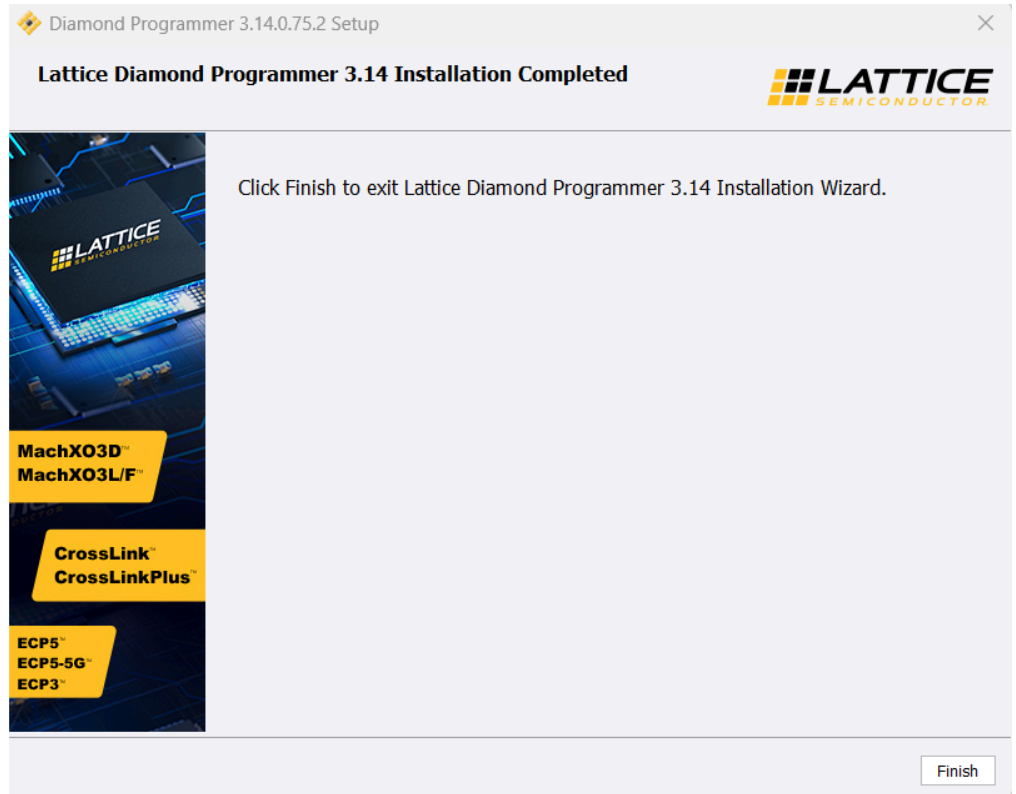 Diamond Programmer 3.14.0.75.2 Setup
Lattice Diamond Programmer 3.14 Installation Completed
LATTICE
SEMICONDUCTOR
Click Finish to exit Lattice Diamond Programmer 3.14 Installation Wizard.
LATTICE
SEMICONDUCTOR
MachXO3D™
MachXO3L/F™
CrossLink™
CrossLinkPlus™
ECP5™
ECP5-5G™
ECP3™
Finish